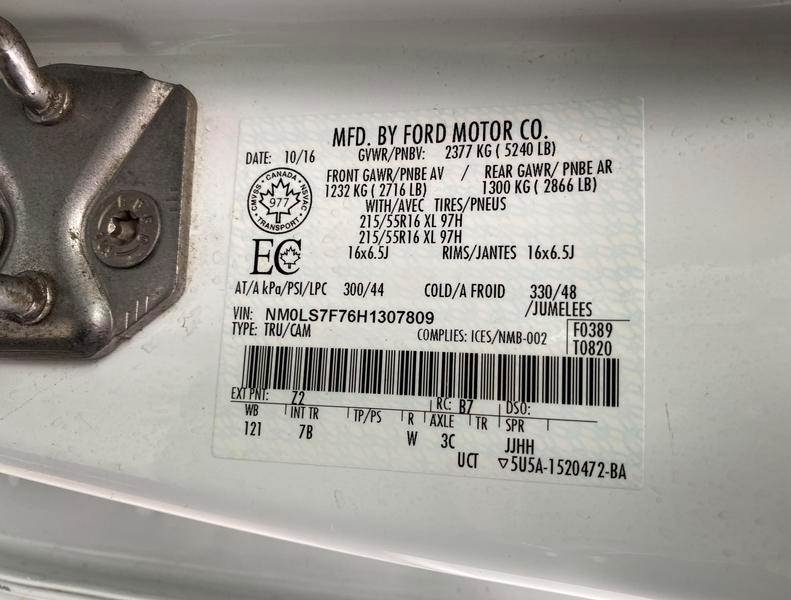 MFD. BY FORD MOTOR CO.
DATE: 10/16 GVWR/PNBV: 2377 KG ( 5240 LB)
FRONT GAWR/PNBE AV / REAR GAWR/ PNBE AR
1232 KG ( 2716 LB) 1300 KG ( 2866 LB)
WITH/AVEC TIRES/PNEUS
215/55R16 XL 97H
215/55R16 XL 97H
16x6.5J RIMS/JANTES 16x6.5J
CMVSS • CANADA • NSVAC • TRANSPORT •
977
EC
AT/A kPa/PSI/LPC 300/44 COLD/A FROID 330/48
/JUMELEES
VIN: NM0LS7F76H1307809
TYPE: TRU/CAM COMPLIES: ICES/NMB-002
F0389
T0820
EXT PNT: Z2 RC: B7 DSO:
WB INT TR TP/PS R AXLE TR SPR
121 7B W 3C JJHH
UCT ▽5U5A-1520472-BA